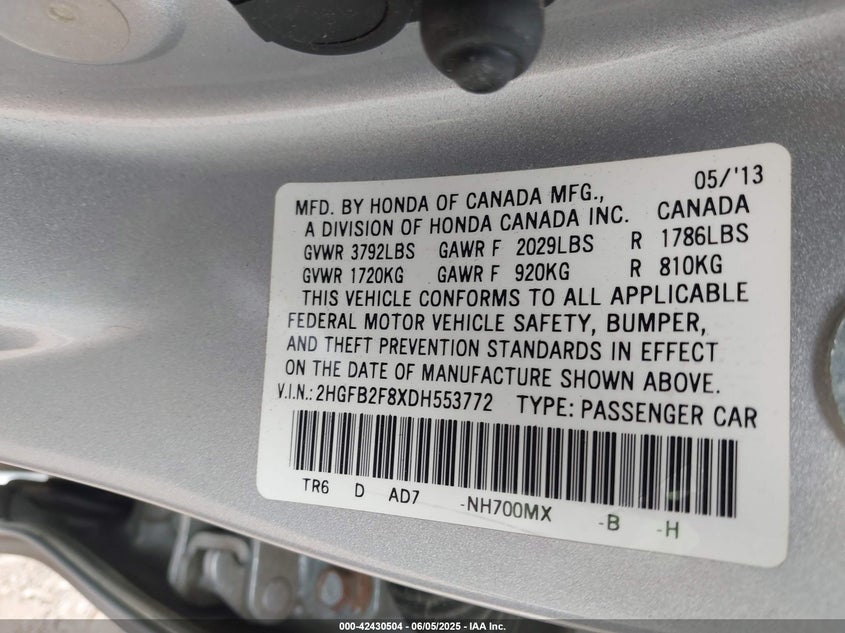 05/'13
MFD. BY HONDA OF CANADA MFG.,
A DIVISION OF HONDA CANADA INC. CANADA
GVWR 3792LBS GAWR F 2029LBS R 1786LBS
GVWR 1720KG GAWR F 920KG R 810KG
THIS VEHICLE CONFORMS TO ALL APPLICABLE
FEDERAL MOTOR VEHICLE SAFETY, BUMPER,
AND THEFT PREVENTION STANDARDS IN EFFECT
ON THE DATE OF MANUFACTURE SHOWN ABOVE.
V.I.N.: 2HGFB2F8XDH553772 TYPE: PASSENGER CAR
TR6 D AD7 -NH700MX -B -H
000-42430504 - 06/05/2025 - IAA Inc.